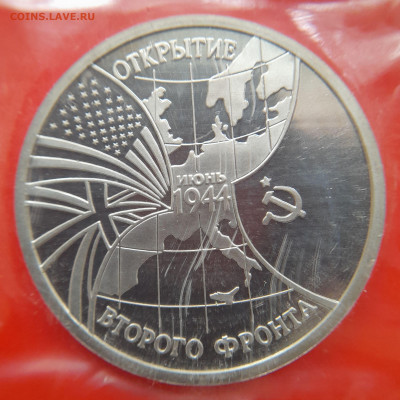 COINS.LAVE.RU
ОТКРЫТИЕ
ИЮНЬ
1944
ВТОРОГО ФРОНТА